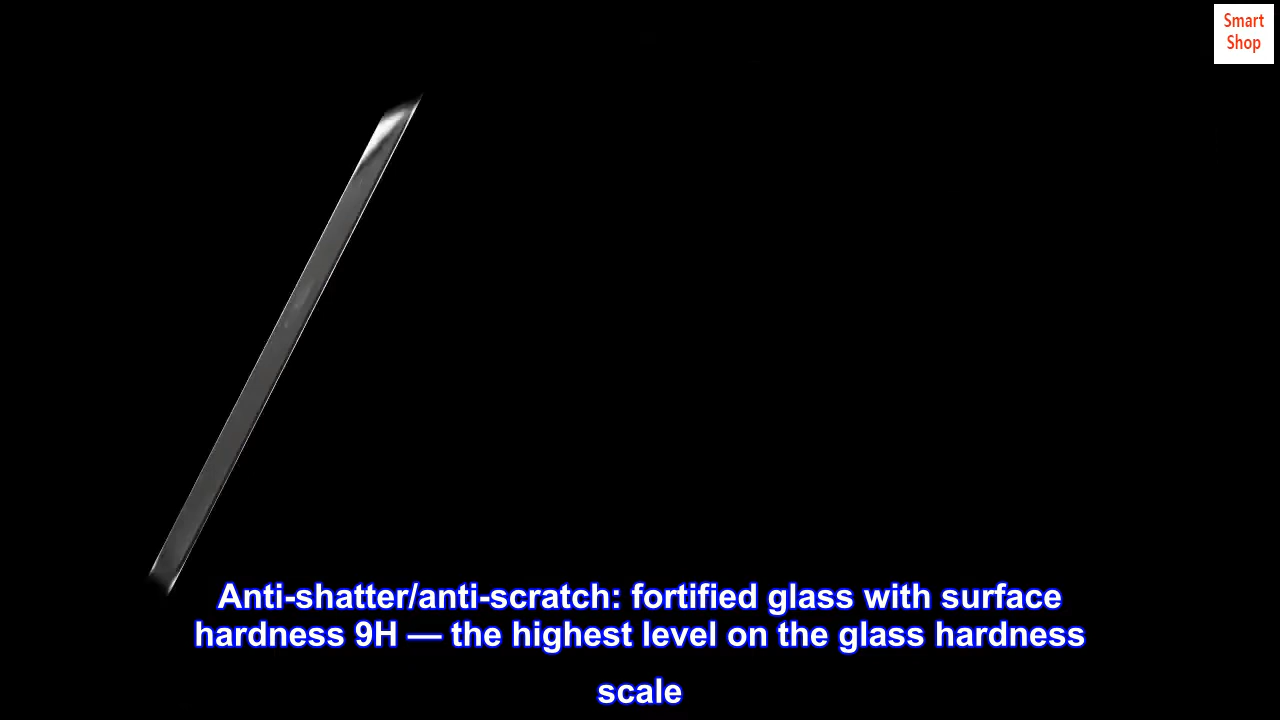 Smart
Shop
Anti-shatter/anti-scratch: fortified glass with surface
hardness 9H — the highest level on the glass hardness
scale